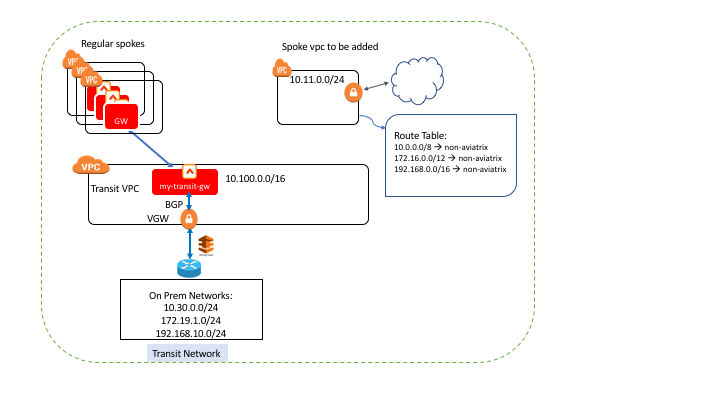 Regular spokes
VPC
VPC
VPC
GW
Spoke vpc to be added
VPC
10.11.0.0/24
Route Table:
10.0.0.0/8 → non-aviatrix
172.16.0.0/12 → non-aviatrix
192.168.0.0/16 → non-aviatrix
VPC
Transit VPC
my-transit-gw
10.100.0.0/16
BGP
VGW
On Prem Networks:
10.30.0.0/24
172.19.1.0/24
192.168.10.0/24
Transit Network